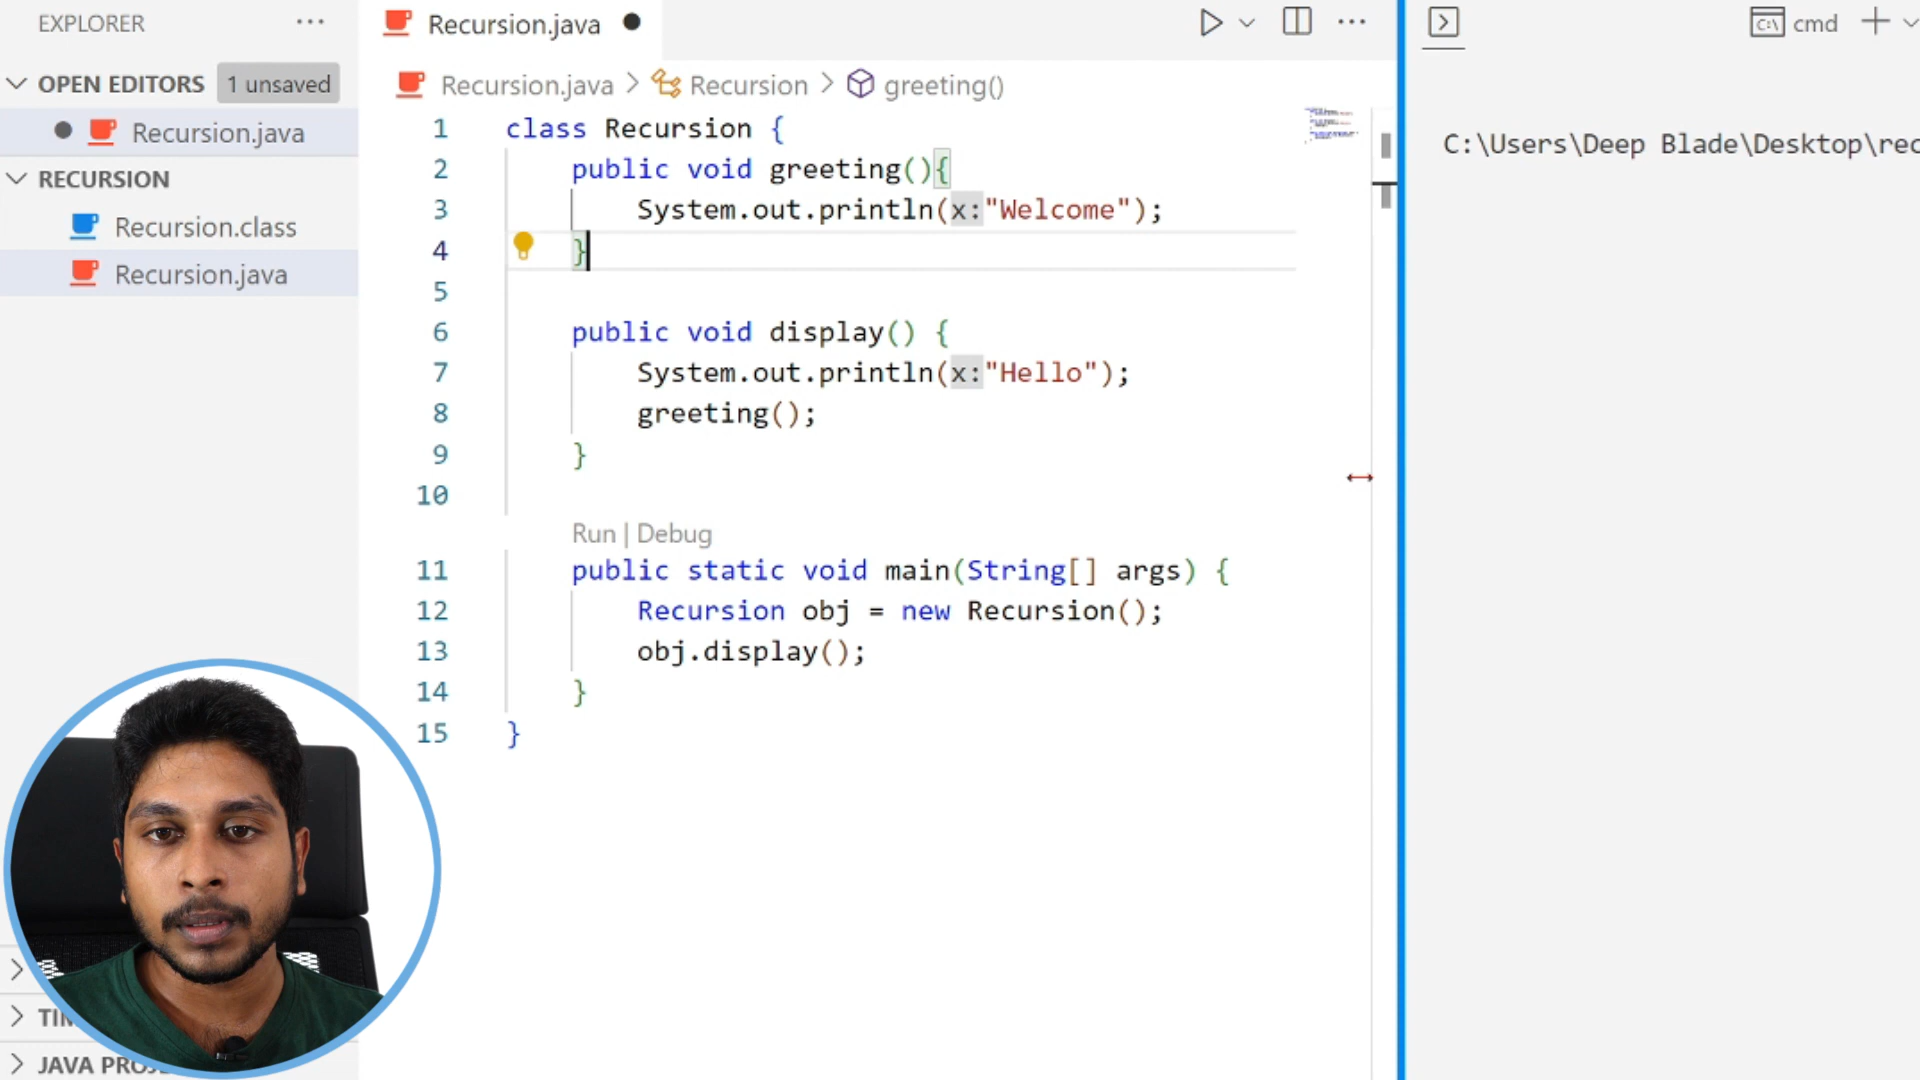 EXPLORER ···
OPEN EDITORS 1 unsaved
Recursion.java
RECURSION
Recursion.class
Recursion.java
JAVA
Recursion.java
Recursion.java > Recursion > greeting()
1 class Recursion {
2 public void greeting(){
3 System.out.println(x:"Welcome");
4 }
5
6 public void display() {
7 System.out.println(x:"Hello");
8 greeting();
9 }
10
Run | Debug
11 public static void main(String[] args) {
12 Recursion obj = new Recursion();
13 obj.display();
14 }
15 }
cmd
C:\Users\Deep Blade\Desktop\rec